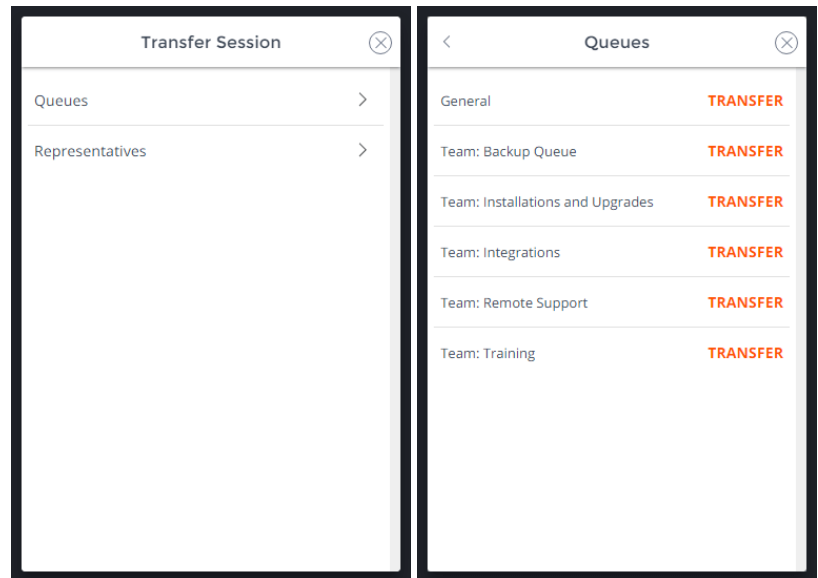 Transfer Session
Queues
Representatives
Queues
General TRANSFER
Team: Backup Queue TRANSFER
Team: Installations and Upgrades TRANSFER
Team: Integrations TRANSFER
Team: Remote Support TRANSFER
Team: Training TRANSFER